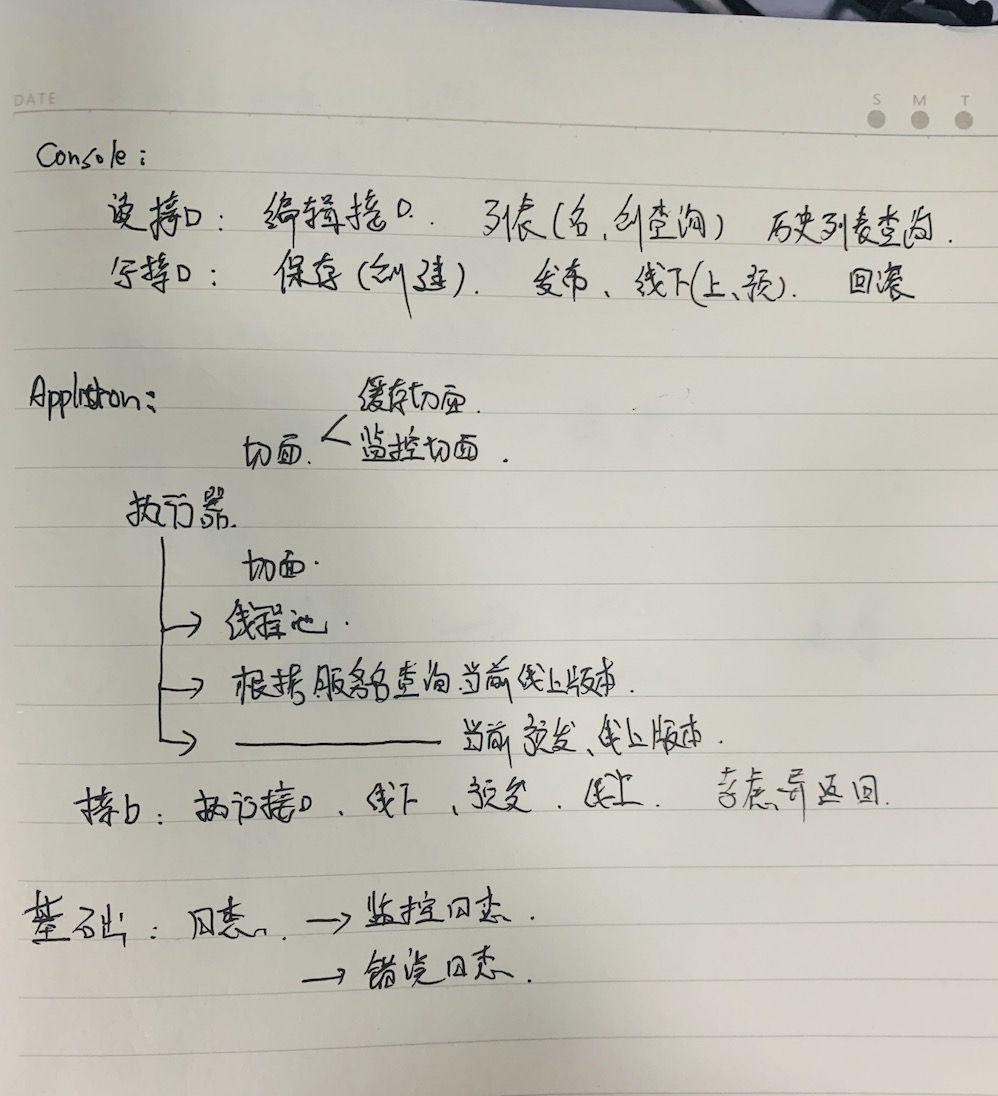 DATE
S M T
Console：
读接口： 编辑接口. 列表(名、创查询) 历史列表查询.
写接口： 保存(创建). 发布、线下(上、预). 回滚
Appliction：
缓存切面.
切面. 监控切面.
执行器.
切面.
→ 线程池.
→ 根据服务名查询当前线上版本.
→ —————— 当前预发、线上版本.
接口： 执行接口、线下、预发、线上. 考虑异返回.
基础： 日志. → 监控日志.
→ 错误日志.